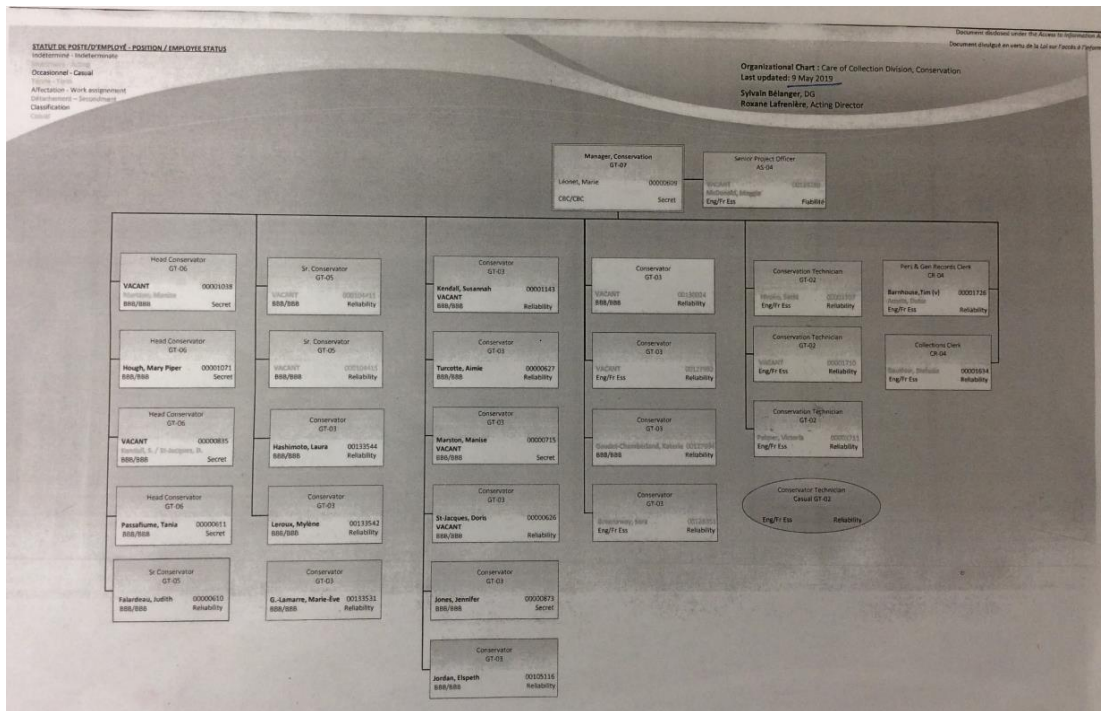 Document disclosed under the Access to Information A
Document divulgué en vertu de la Loi sur l'accès à l'inform
STATUT DE POSTE/D'EMPLOYÉ - POSITION / EMPLOYEE STATUS
Indéterminé - Indeterminate
Occasionnel - Casual
Affectation - Work assignment
Détachement – Secondment
Classification
Casual
Organizational Chart : Care of Collection Division, Conservation
Last updated: 9 May 2019
Sylvain Bélanger, DG
Roxane Lafrenière, Acting Director
Manager, Conservation
GT-07
Léonet, Marie 00000609
CBC/CBC Secret
Senior Project Officer
AS-04
VACANT
McDonald, Maggie
Eng/Fr Ess Fiabilité
Head Conservator
GT-06
VACANT 00001038
BBB/BBB Secret
Head Conservator
GT-06
Hough, Mary Piper 00001071
BBB/BBB Secret
Head Conservator
GT-06
VACANT 00000835
Kendall, S. / St-Jacques, D.
BBB/BBB Secret
Head Conservator
GT-06
Passafiume, Tania 00000611
BBB/BBB Secret
Sr Conservator
GT-05
Falardeau, Judith 00000610
BBB/BBB Reliability
Sr. Conservator
GT-05
VACANT
BBB/BBB Reliability
Sr. Conservator
GT-05
VACANT
BBB/BBB Reliability
Conservator
GT-03
Hashimoto, Laura 00133544
BBB/BBB Reliability
Conservator
GT-03
Leroux, Mylène 00133542
BBB/BBB Reliability
Conservator
GT-03
G.-Lamarre, Marie-Ève 00133531
BBB/BBB Reliability
Conservator
GT-03
Kendall, Susannah 00001143
VACANT
BBB/BBB Reliability
Conservator
GT-03
Turcotte, Aimie 00000627
BBB/BBB Reliability
Conservator
GT-03
Marston, Manise 00000715
VACANT
BBB/BBB Secret
Conservator
GT-03
St-Jacques, Doris 00000626
VACANT
BBB/BBB Reliability
Conservator
GT-03
Jones, Jennifer 00000873
BBB/BBB Secret
Conservator
GT-03
Jordan, Elspeth 00105116
BBB/BBB Reliability
Conservator
GT-03
VACANT
BBB/BBB Reliability
Conservator
GT-03
VACANT
Eng/Fr Ess Reliability
Conservator
GT-03
BBB/BBB Reliability
Conservator
GT-03
Eng/Fr Ess Reliability
Conservation Technician
GT-02
Eng/Fr Ess Reliability
Conservation Technician
GT-02
VACANT
Eng/Fr Ess Reliability
Conservation Technician
GT-02
Eng/Fr Ess Reliability
Conservator Technician
Casual GT-02
Eng/Fr Ess Reliability
Pers & Gen Records Clerk
CR-04
Barnhouse, Tim (v) 00001726
Eng/Fr Ess Reliability
Collections Clerk
CR-04
00001634
Eng/Fr Ess Reliability